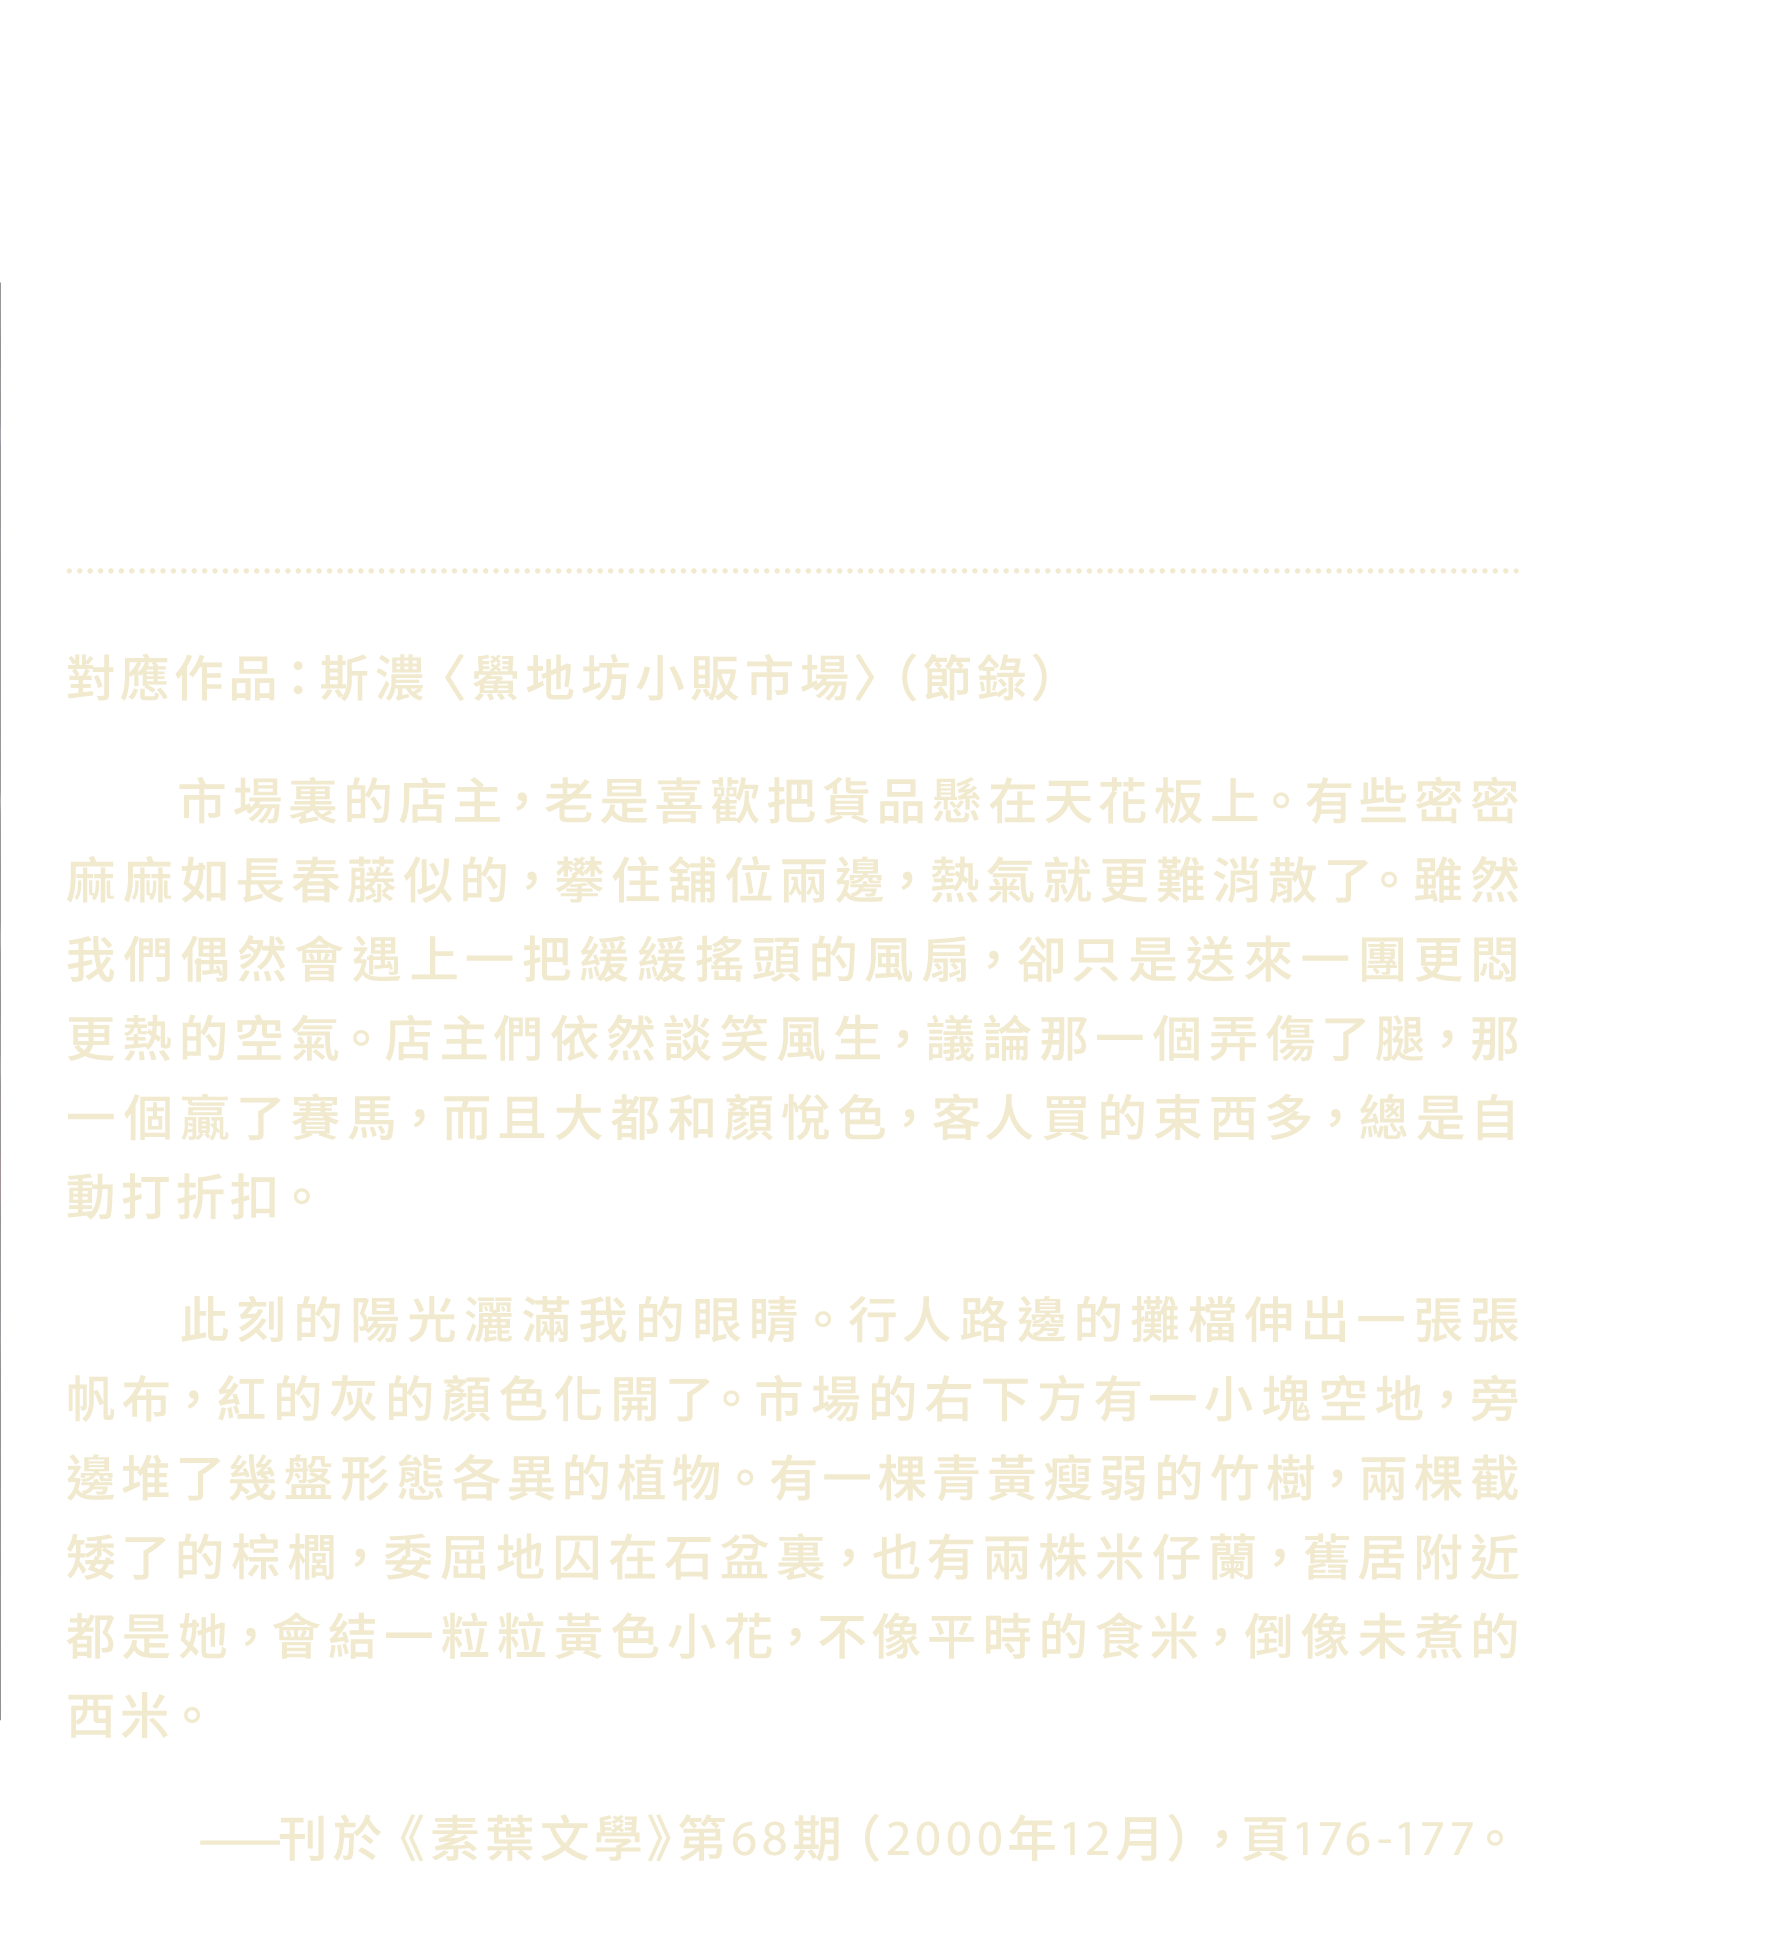 對應作品：斯濃〈鱟地坊小販市場〉（節錄）
市場裏的店主，老是喜歡把貨品懸在天花板上。有些密密
麻麻如長春藤似的，攀住舖位兩邊，熱氣就更難消散了。雖然
我們偶然會遇上一把緩緩搖頭的風扇，卻只是送來一團更悶
更熱的空氣。店主們依然談笑風生，議論那一個弄傷了腿，那
一個贏了賽馬，而且大都和顏悅色，客人買的東西多，總是自
動打折扣。
此刻的陽光灑滿我的眼睛。行人路邊的攤檔伸出一張張
帆布，紅的灰的顏色化開了。市場的右下方有一小塊空地，旁
邊堆了幾盤形態各異的植物。有一棵青黃瘦弱的竹樹，兩棵截
矮了的棕櫚，委屈地囚在石盆裏，也有兩株米仔蘭，舊居附近
都是她，會結一粒粒黃色小花，不像平時的食米，倒像未煮的
西米。
——刊於《素葉文學》第68期（2000年12月），頁176-177。